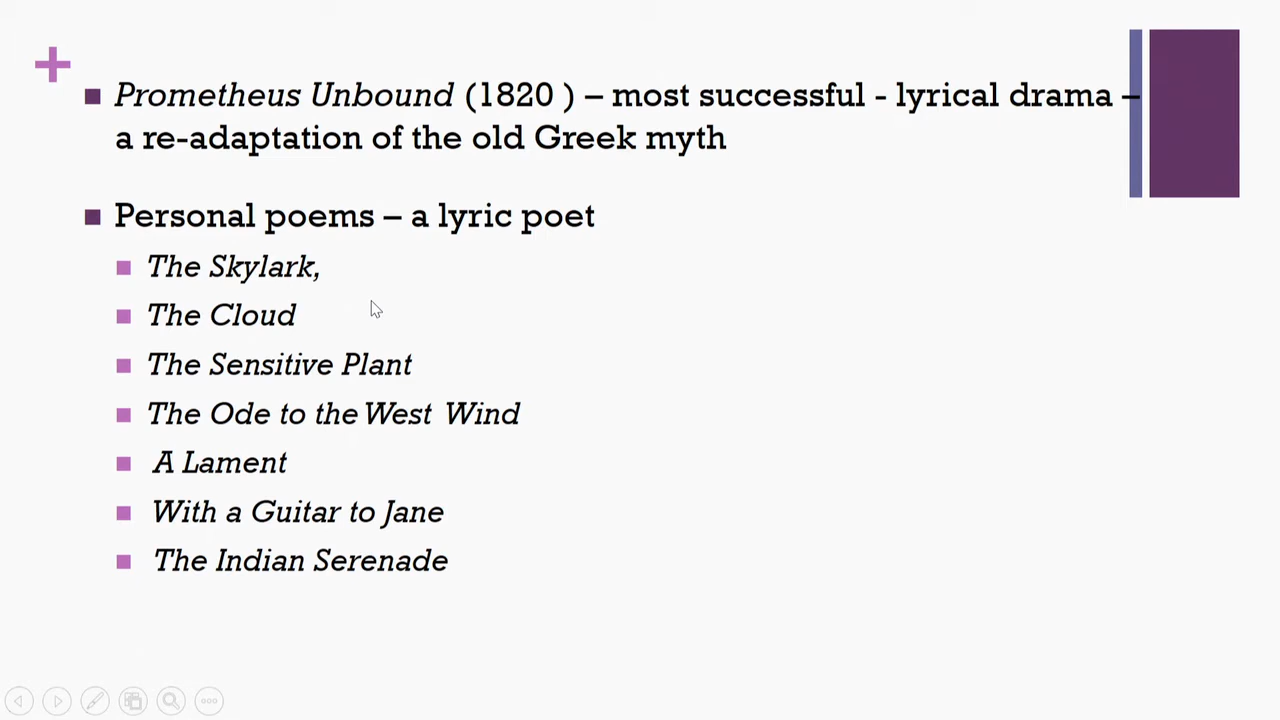 Prometheus Unbound (1820 ) – most successful - lyrical drama –
a re-adaptation of the old Greek myth
Personal poems – a lyric poet
The Skylark,
The Cloud
The Sensitive Plant
The Ode to the West Wind
A Lament
With a Guitar to Jane
The Indian Serenade